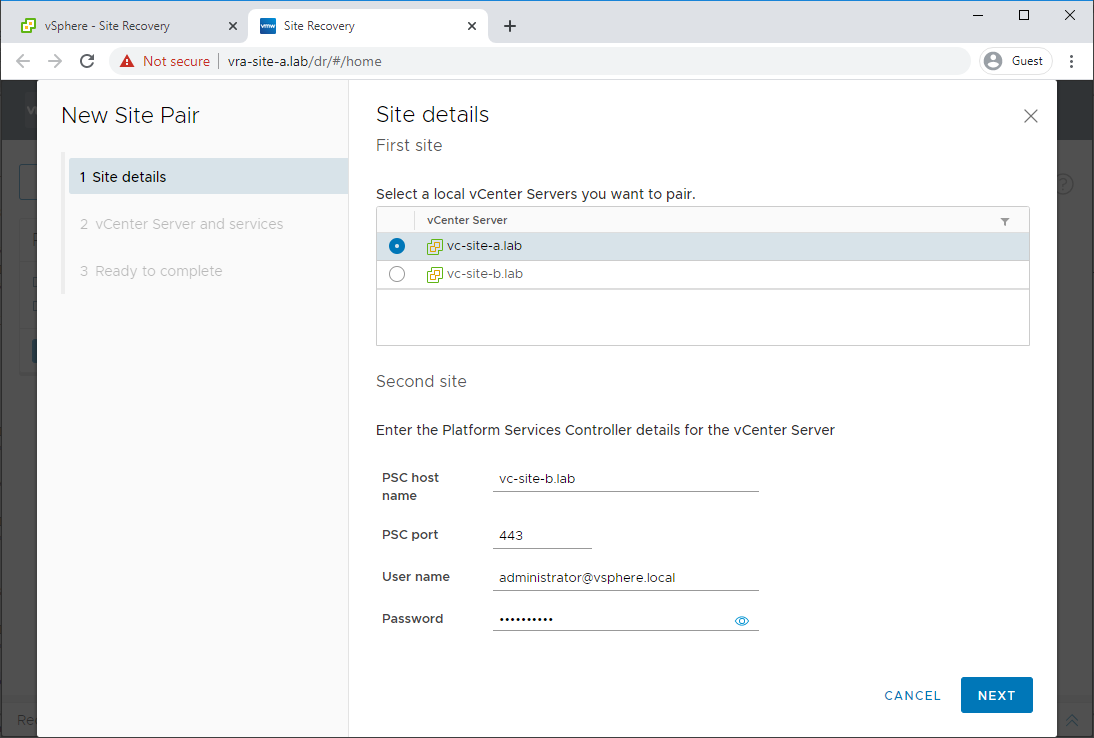 vSphere - Site Recovery
vmw Site Recovery
Not secure vra-site-a.lab/dr/#/home
Guest
New Site Pair
1 Site details
2 vCenter Server and services
3 Ready to complete
Site details
First site
Select a local vCenter Servers you want to pair.
vCenter Server
vc-site-a.lab
vc-site-b.lab
Second site
Enter the Platform Services Controller details for the vCenter Server
PSC host
name
vc-site-b.lab
PSC port
443
User name
administrator@vsphere.local
Password
••••••••••
CANCEL
NEXT